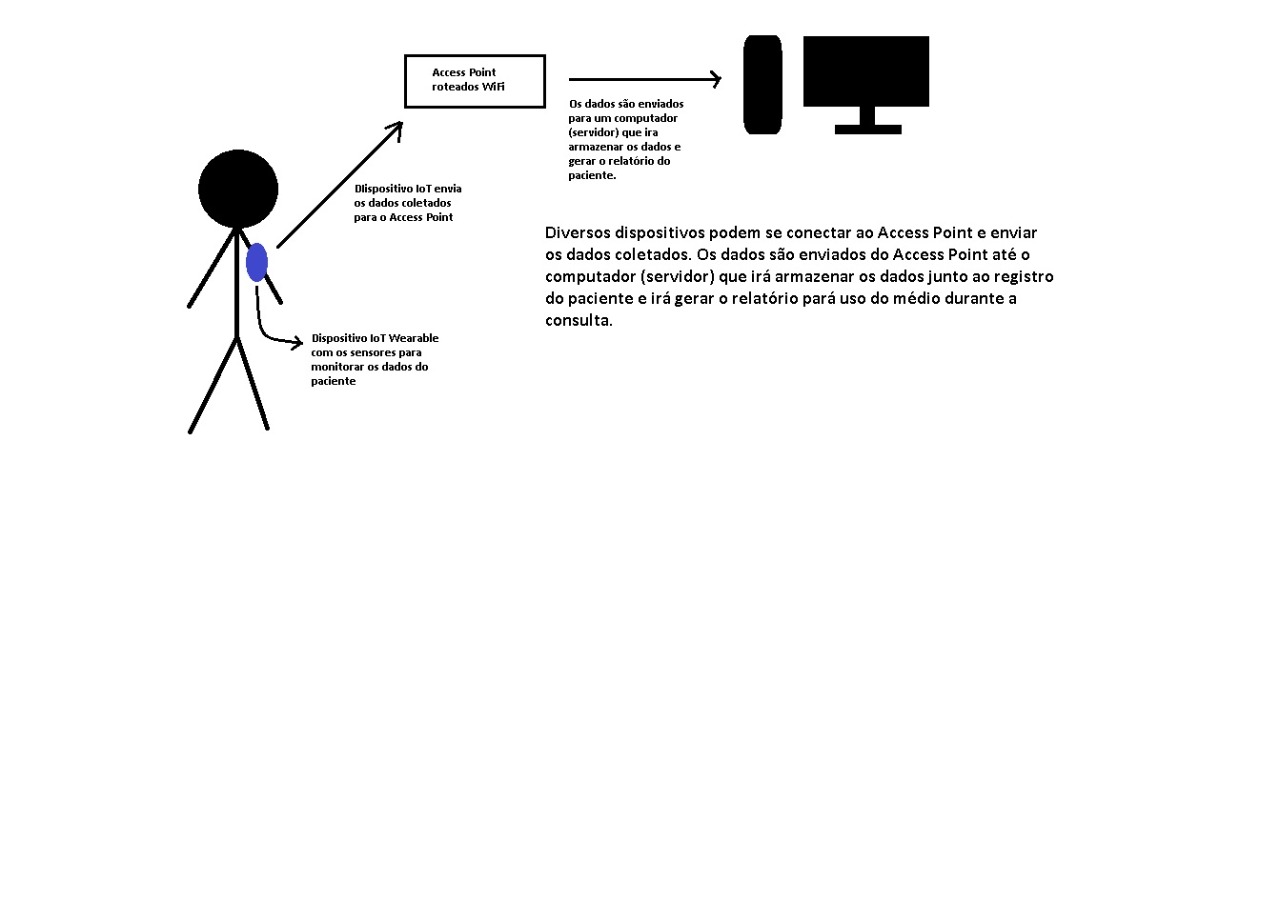 Access Point
roteados WiFi
Os dados são enviados
para um computador
(servidor) que ira
armazenar os dados e
gerar o relatório do
paciente.
DIispositivo IoT envia
os dados coletados
para o Access Point
Diversos dispositivos podem se conectar ao Access Point e enviar
os dados coletados. Os dados são enviados do Access Point até o
computador (servidor) que irá armazenar os dados junto ao registro
do paciente e irá gerar o relatório pará uso do médio durante a
consulta.
Dispositivo IoT Wearable
com os sensores para
monitorar os dados do
paciente